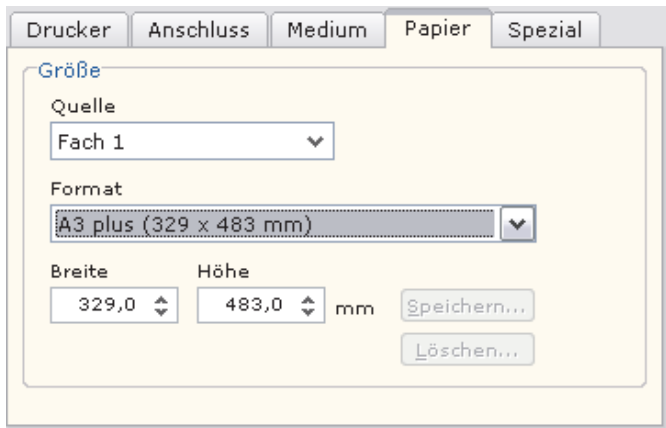 Drucker Anschluss Medium Papier Spezial
Größe
Quelle
Fach 1
Format
A3 plus (329 x 483 mm)
Breite Höhe
329,0 483,0 mm Speichern...
Löschen...